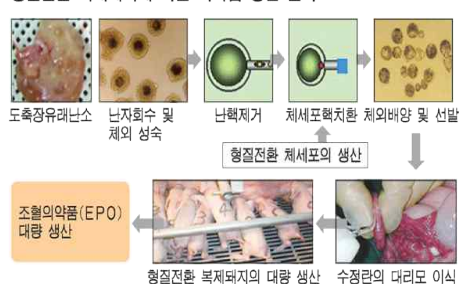 도축장유래난소
난자회수 및
체외 성숙
난핵제거
체세포핵치환
체외배양 및 선발
형질전환 체세포의 생산
조혈의약품(EPO)
대량 생산
형질전환 복제돼지의 대량 생산
수정란의 대리모 이식